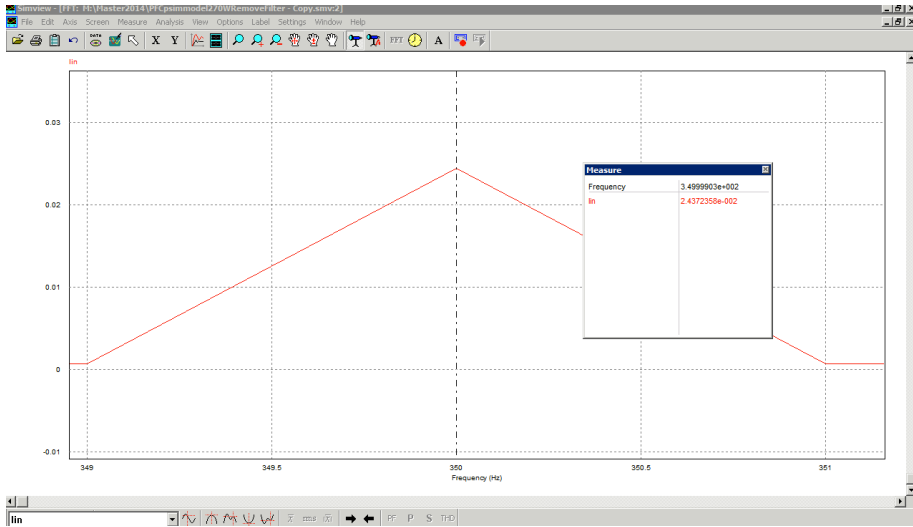 Simview - [FFT: M:\Master2014\PFCpsimmodel270WRemoveFilter - Copy.smv:2]
File Edit Axis Screen Measure Analysis View Options Label Settings Window Help
X Y FFT A
Iin
0.03
0.02
0.01
0
-0.01
349 349.5 350 350.5 351
Frequency (Hz)
Measure
Frequency 3.4999903e+002
Iin 2.4372358e-002
Iin x rms |x| PF P S THD